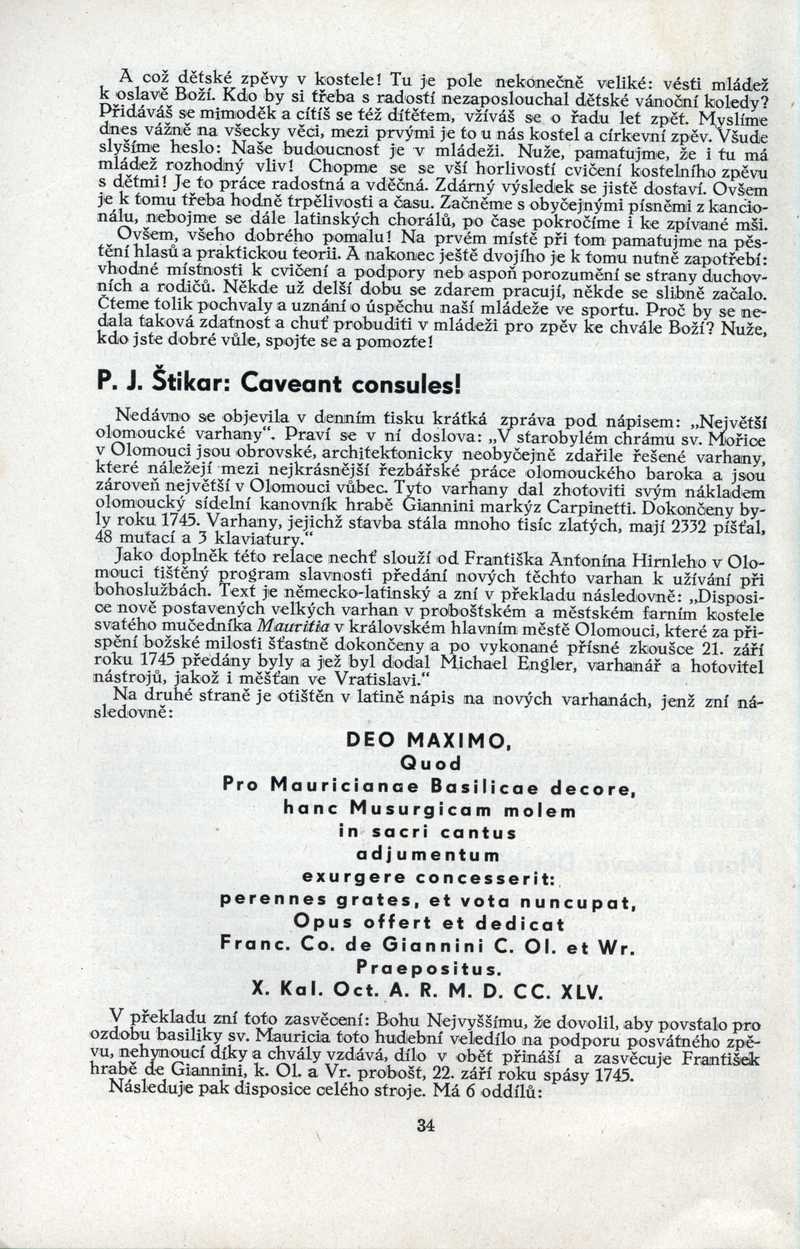 A což dětské zpěvy v kostele! Tu je pole nekonečně veliké: vésti mládež
k oslavě Boží. Kdo by si třeba s radostí nezaposlouchal dětské vánoční koledy?
Přidáváš se mimoděk a cítíš se též dítětem, vžíváš se o řadu let zpět. Myslíme
dnes vážně na všecky věci, mezi prvými je to u nás kostel a církevní zpěv. Všude
slyšíme heslo: Naše budoucnost je v mládeži. Nuže, pamatujme, že i tu má
mládež rozhodný vliv! Chopme se se vší horlivostí cvičení kostelního zpěvu
s dětmi! Je to práce radostná a vděčná. Zdárný výsledek se jistě dostaví. Ovšem
je k tomu třeba hodně trpělivosti a času. Začněme s obyčejnými písněmi z kancio-
nálu, nebojme se dále latinských chorálů, po čase pokročíme i ke zpívané mši.
Ovšem, všeho dobrého pomalu! Na prvém místě při tom pamatujme na pěs-
tění hlasů a praktickou teorii. A nakonec ještě dvojího je k tomu nutně zapotřebí:
vhodné místnosti k cvičení a podpory neb aspoň porozumění se strany duchov-
ních a rodičů. Někde už delší dobu se zdarem pracují, někde se slibně začalo.
Čteme tolik pochvaly a uznání o úspěchu naší mládeže ve sportu. Proč by se ne-
dala taková zdatnost a chuť probuditi v mládeži pro zpěv ke chvále Boží? Nuže,
kdo jste dobré vůle, spojte se a pomozte!
P. J. Štikar: Caveant consules!
Nedávno se objevila v denním tisku krátká zpráva pod nápisem: „Největší
olomoucké varhany“. Praví se v ní doslova: „V starobylém chrámu sv. Mořice
v Olomouci jsou obrovské, architektonicky neobyčejně zdařile řešené varhany,
které náležejí mezi nejkrásnější řezbářské práce olomouckého baroka a jsou
zároveň největší v Olomouci vůbec. Tyto varhany dal zhotoviti svým nákladem
olomoucký sídelní kanovník hrabě Giannini markýz Carpinetti. Dokončeny by-
ly roku 1745. Varhany, jejichž stavba stála mnoho tisíc zlatých, mají 2332 píšťal,
48 mutací a 3 klaviatury.“
Jako doplněk této relace nechť slouží od Františka Antonína Hirnleho v Olo-
mouci tištěný program slavnosti předání nových těchto varhan k užívání při
bohoslužbách. Text je německo-latinský a zní v překladu následovně: „Disposi-
ce nově postavených velkých varhan v proboštském a městském farním kostele
svatého mučedníka Mauritia v královském hlavním městě Olomouci, které za při-
spění božské milosti šťastně dokončeny a po vykonané přísné zkoušce 21. září
roku 1745 předány byly a jež byl dodal Michael Engler, varhanář a hotovitel
nástrojů, jakož i měšťan ve Vratislavi.“
Na druhé straně je otištěn v latině nápis na nových varhanách, jenž zní ná-
sledovně:
DEO MAXIMO,
Quod
Pro Mauricianae Basilicae decore,
hanc Musurgicam molem
in sacri cantus
adjumentum
exurgere concesserit:
perennes grates, et vota nuncupat,
Opus offert et dedicat
Franc. Co. de Giannini C. Ol. et Wr.
Praepositus.
X. Kal. Oct. A. R. M. D. CC. XLV.
V překladu zní toto zasvěcení: Bohu Nejvyššímu, že dovolil, aby povstalo pro
ozdobu basiliky sv. Mauricia toto hudební veledílo na podporu posvátného zpě-
vu, nehynoucí díky a chvály vzdává, dílo v oběť přináší a zasvěcuje František
hrabě de Giannini, k. Ol. a Vr. probošt, 22. září roku spásy 1745.
Následuje pak disposice celého stroje. Má 6 oddílů:
34